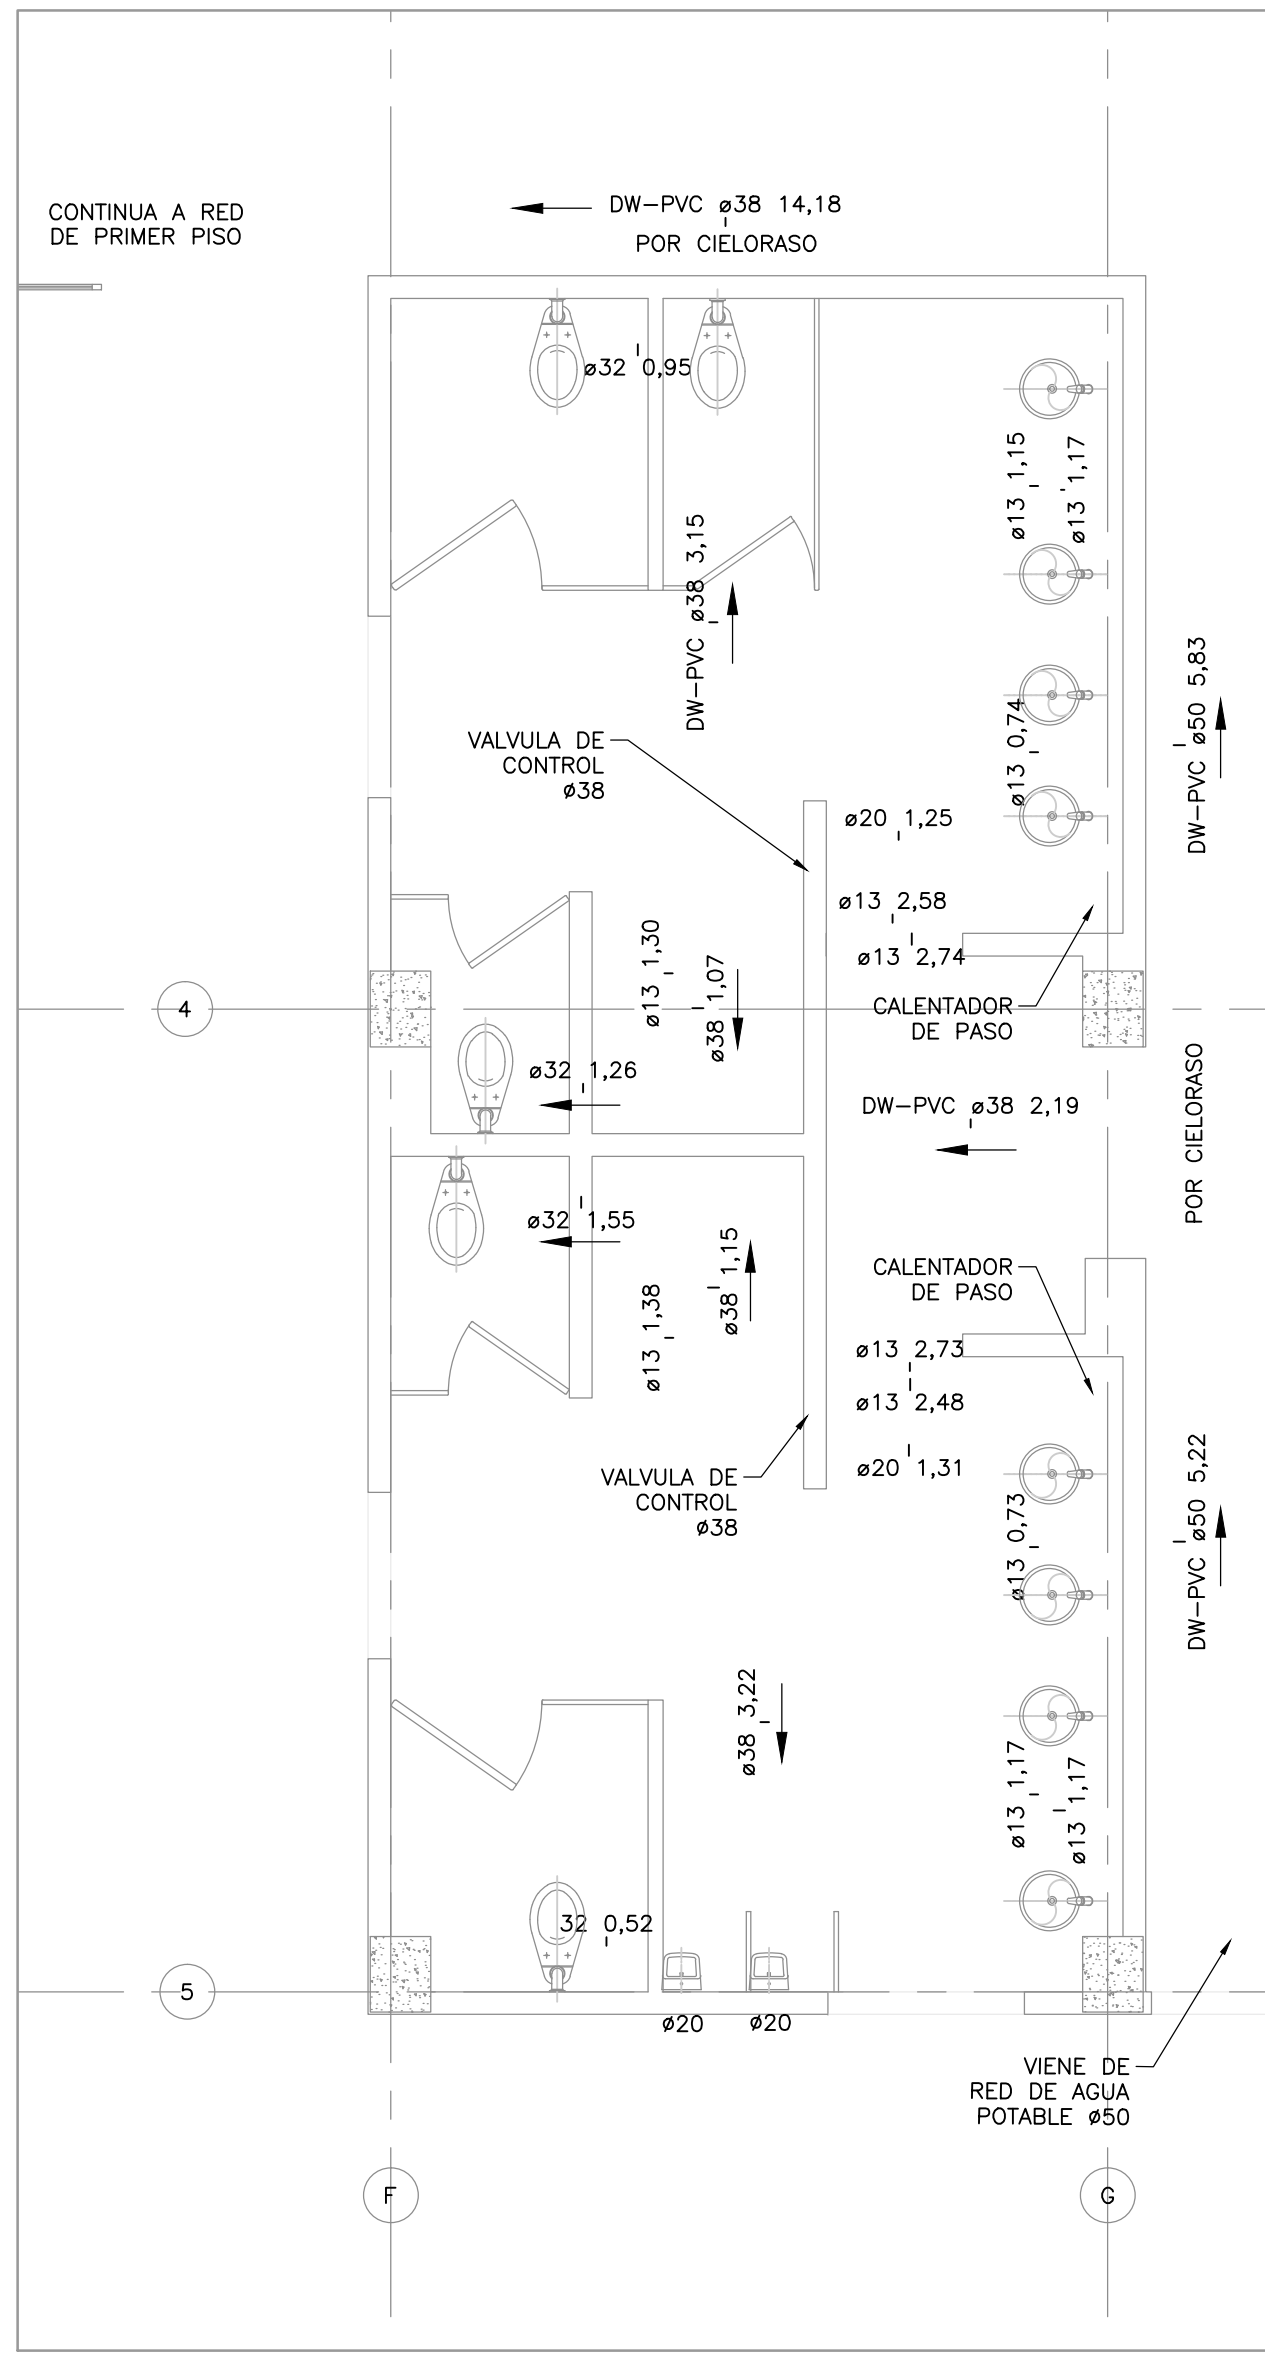 CONTINUA A RED
DE PRIMER PISO
DW-PVC ø38 14,18
POR CIELORASO
ø32 0,95
ø13 1,15
ø13 1,17
DW-PVC ø38 3,15
DW-PVC ø50 5,83
VALVULA DE
CONTROL
ø38
ø13 0,74
ø20 1,25
ø13 2,58
ø13 2,74
ø13 1,30
ø38 1,07
4
CALENTADOR
DE PASO
ø32 1,26
DW-PVC ø38 2,19
POR CIELORASO
ø32 1,55
ø38 1,15
ø13 1,38
CALENTADOR
DE PASO
ø13 2,73
ø13 2,48
ø20 1,31
VALVULA DE
CONTROL
ø38
ø13 0,73
DW-PVC ø50 5,22
ø38 3,22
ø13 1,17
ø13 1,17
32 0,52
5
ø20
ø20
VIENE DE
RED DE AGUA
POTABLE ø50
F
G